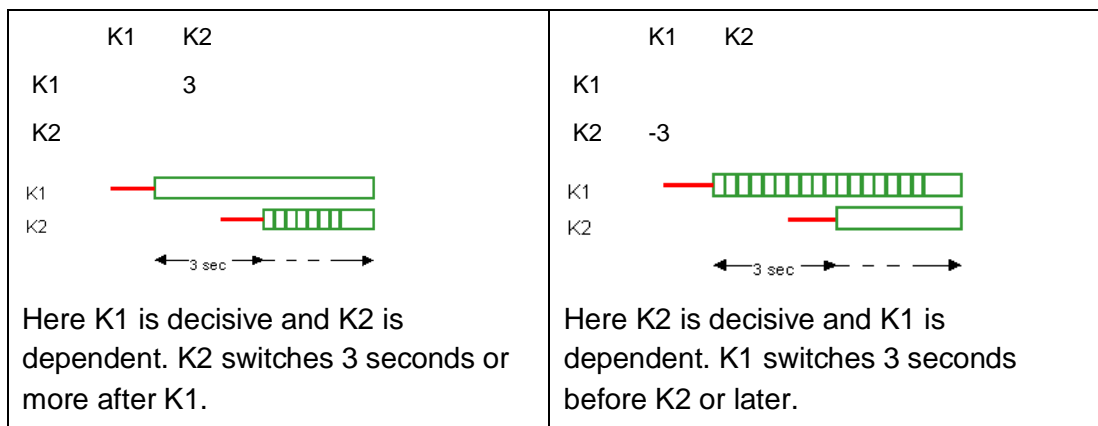 K1 K2
K1 3
K2
K1
K2
3 sec
Here K1 is decisive and K2 is
dependent. K2 switches 3 seconds or
more after K1.
K1 K2
K1
K2 -3
K1
K2
3 sec
Here K2 is decisive and K1 is
dependent. K1 switches 3 seconds
before K2 or later.